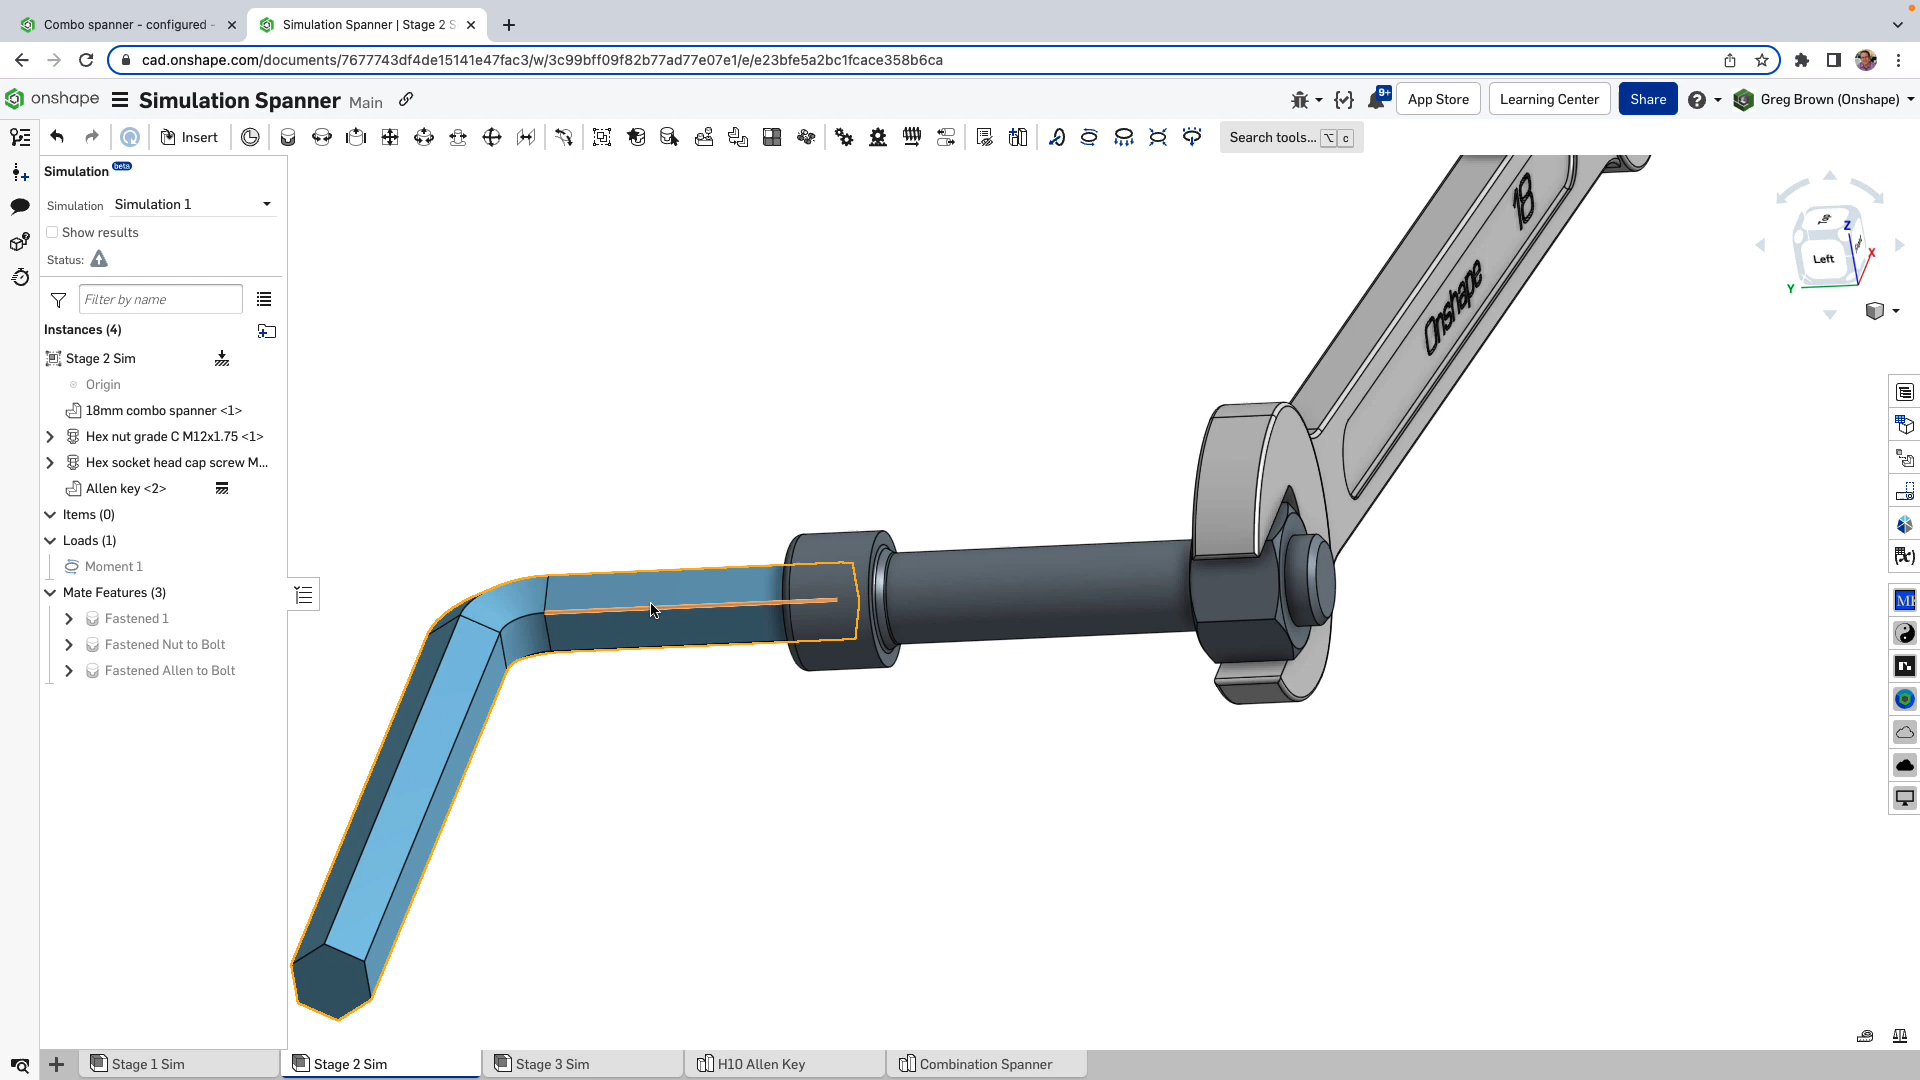 Combo spanner - configured -
Simulation Spanner | Stage 2 S
cad.onshape.com/documents/7677743df4de15141e47fac3/w/3c99bff09f82b77ad77e07e1/e/e23bfe5a2bc1fcace358b6ca
onshape
Simulation Spanner Main
9+
App Store
Learning Center
Share
Greg Brown (Onshape)
Insert
Search tools... ⌥ c
Simulation beta
Simulation Simulation 1
Show results
Status:
Filter by name
Instances (4)
Stage 2 Sim
Origin
18mm combo spanner <1>
Hex nut grade C M12x1.75 <1>
Hex socket head cap screw M...
Allen key <2>
Items (0)
Loads (1)
Moment 1
Mate Features (3)
Fastened 1
Fastened Nut to Bolt
Fastened Allen to Bolt
18
Onshape
Z
X
Left
Y
Stage 1 Sim
Stage 2 Sim
Stage 3 Sim
H10 Allen Key
Combination Spanner